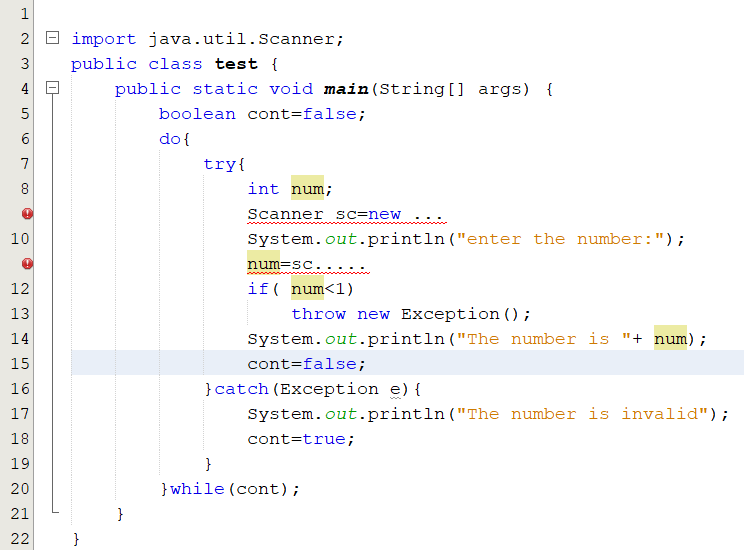 1
2 import java.util.Scanner;
3 public class test {
4 public static void main(String[] args) {
5 boolean cont=false;
6 do{
7 try{
8 int num;
Scanner sc=new ...
10 System.out.println("enter the number:");
num=sc.....
12 if( num<1)
13 throw new Exception();
14 System.out.println("The number is "+ num);
15 cont=false;
16 }catch(Exception e){
17 System.out.println("The number is invalid");
18 cont=true;
19 }
20 }while(cont);
21 }
22 }